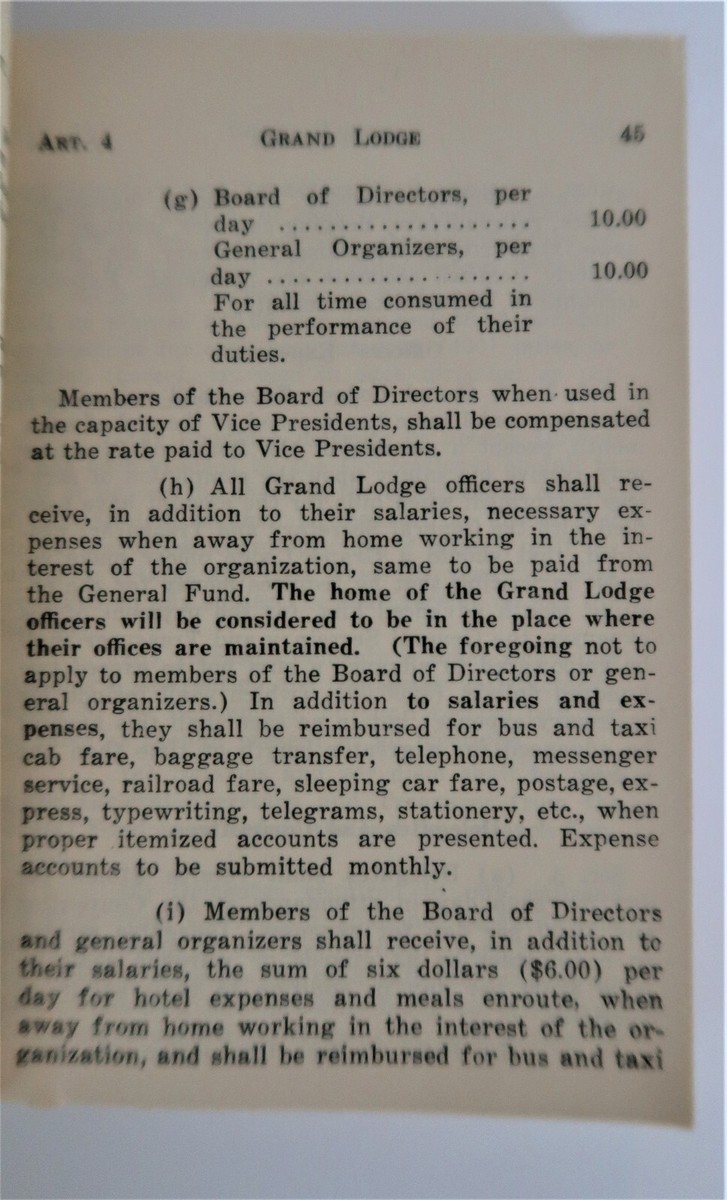 ART. 4 GRAND LODGE 45
(g) Board of Directors, per
day .................... 10.00
General Organizers, per
day ..................... 10.00
For all time consumed in
the performance of their
duties.
Members of the Board of Directors when used in
the capacity of Vice Presidents, shall be compensated
at the rate paid to Vice Presidents.
(h) All Grand Lodge officers shall re-
ceive, in addition to their salaries, necessary ex-
penses when away from home working in the in-
terest of the organization, same to be paid from
the General Fund. The home of the Grand Lodge
officers will be considered to be in the place where
their offices are maintained. (The foregoing not to
apply to members of the Board of Directors or gen-
eral organizers.) In addition to salaries and ex-
penses, they shall be reimbursed for bus and taxi
cab fare, baggage transfer, telephone, messenger
service, railroad fare, sleeping car fare, postage, ex-
press, typewriting, telegrams, stationery, etc., when
proper itemized accounts are presented. Expense
accounts to be submitted monthly.
(i) Members of the Board of Directors
and general organizers shall receive, in addition to
their salaries, the sum of six dollars ($6.00) per
day for hotel expenses and meals enroute, when
away from home working in the interest of the or-
ganization, and shall be reimbursed for bus and taxi